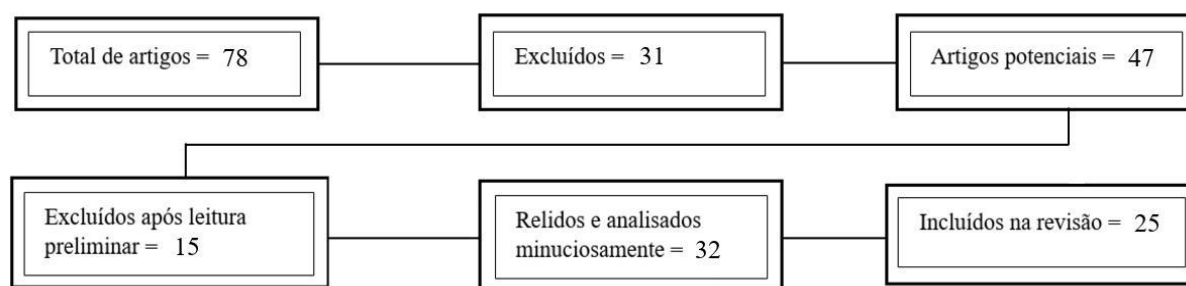 Total de artigos = 78
Excluídos = 31
Artigos potenciais = 47
Excluídos após leitura
preliminar = 15
Relidos e analisados
minuciosamente = 32
Incluídos na revisão = 25